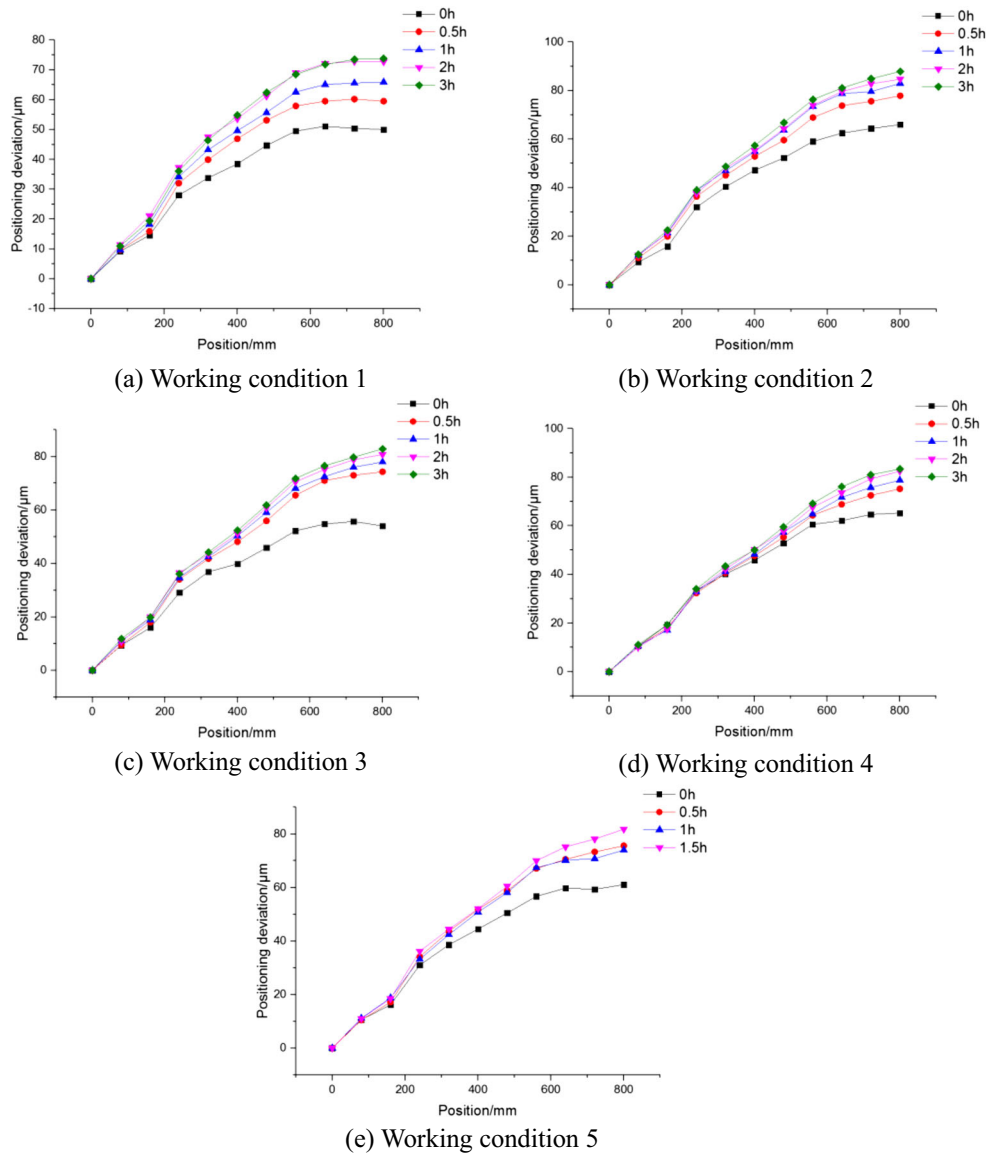 0h
0.5h
1h
2h
3h
80
70
60
50
40
30
20
10
0
-10
Positioning deviation/μm
0 200 400 600 800
Position/mm
(a) Working condition 1
0h
0.5h
1h
2h
3h
100
80
60
40
20
0
Positioning deviation/μm
0 200 400 600 800
Position/mm
(b) Working condition 2
0h
0.5h
1h
2h
3h
80
60
40
20
0
Positioning deviation/μm
0 200 400 600 800
Position/mm
(c) Working condition 3
0h
0.5h
1h
2h
3h
100
80
60
40
20
0
Positioning deviation/μm
0 200 400 600 800
Position/mm
(d) Working condition 4
0h
0.5h
1h
1.5h
80
60
40
20
0
Positioning deviation/μm
0 200 400 600 800
Position/mm
(e) Working condition 5